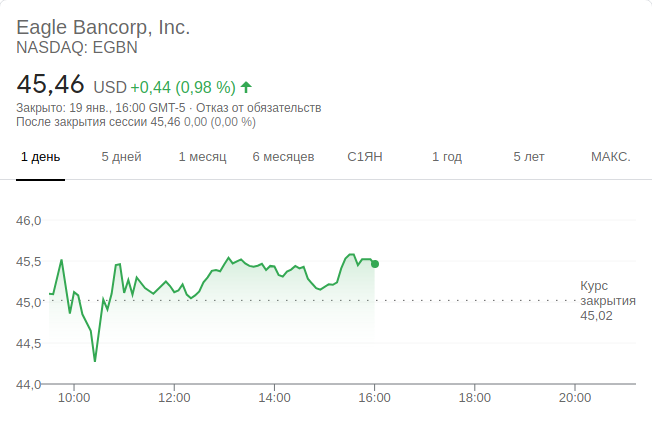 Eagle Bancorp, Inc.
NASDAQ: EGBN
45,46 USD +0,44 (0,98 %)
Закрыто: 19 янв., 16:00 GMT-5 · Отказ от обязательств
После закрытия сессии 45,46 0,00 (0,00 %)
1 день 5 дней 1 месяц 6 месяцев С1ЯН 1 год 5 лет МАКС.
46,0
45,5
45,0
44,5
44,0
Курс
закрытия
45,02
10:00 12:00 14:00 16:00 18:00 20:00